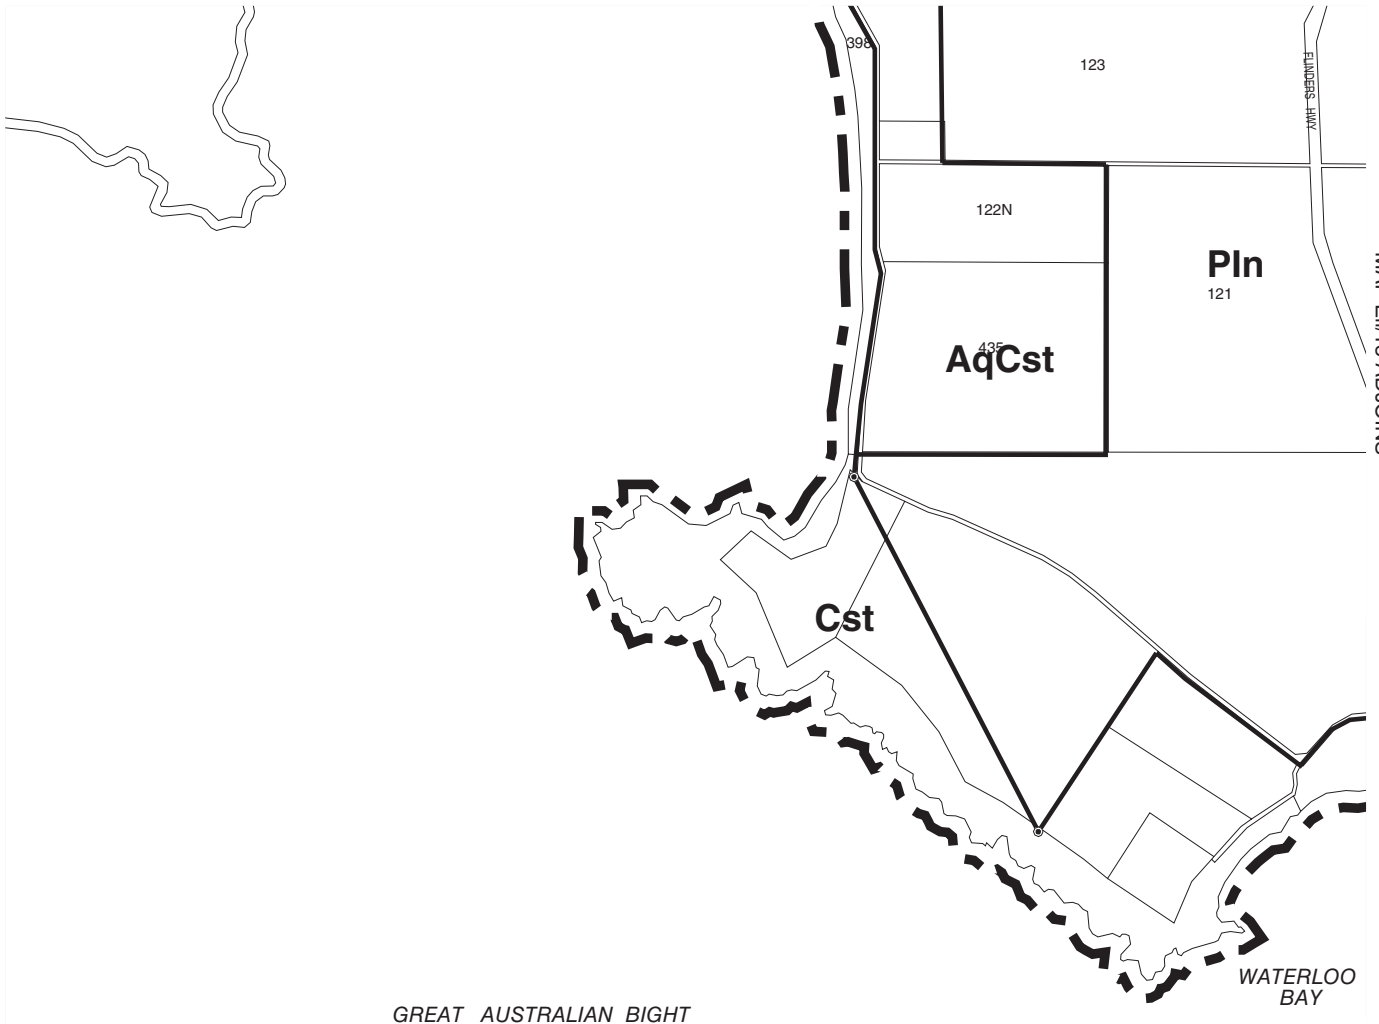 398
123
FLINDERS HWY
122N
Pln
121
435
AqCst
Cst
WATERLOO
BAY
GREAT AUSTRALIAN BIGHT